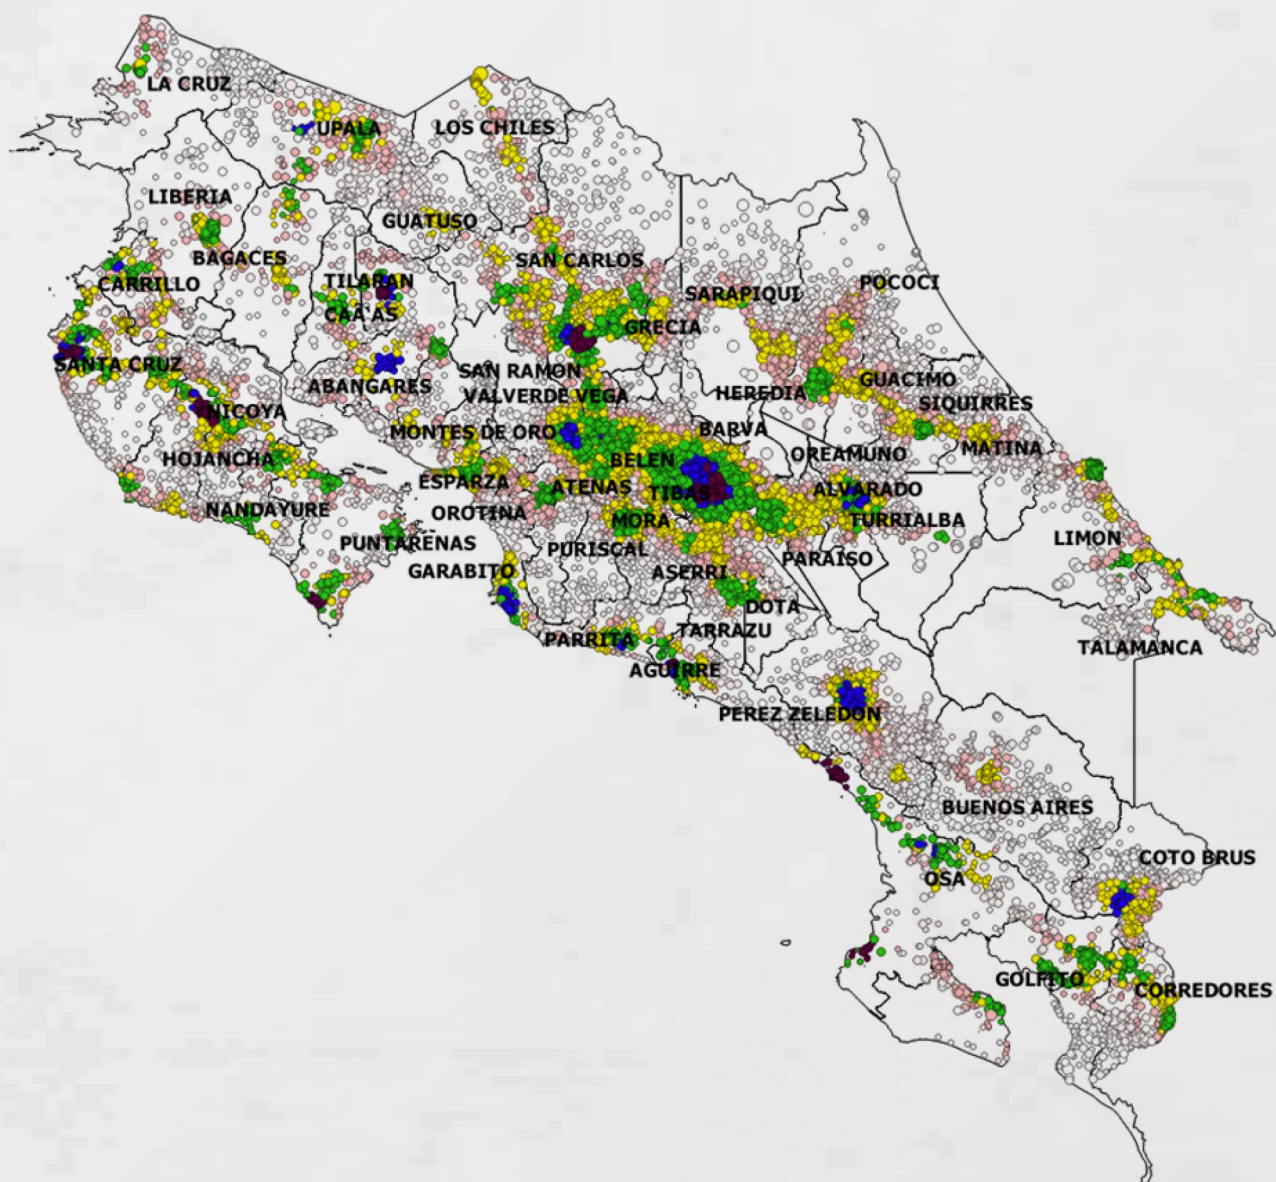 LA CRUZ
UPALA
LOS CHILES
LIBERIA
GUATUSO
BAGACES
SAN CARLOS
CARRILLO
TILARAN
SARAPIQUI
POCOCI
CAÃ'AS
GRECIA
SANTA CRUZ
SAN RAMON
ABANGARES
GUACIMO
VALVERDE VEGA
HEREDIA
SIQUIRRES
NICOYA
MONTES DE ORO
BARVA
MATINA
HOJANCHA
BELEN
OREAMUNO
ESPARZA
ATENAS
TIBAS
ALVARADO
NANDAYURE
OROTINA
MORA
TURRIALBA
PUNTARENAS
PURISCAL
LIMON
GARABITO
ASERRI
PARAISO
DOTA
PARRITA
TARRAZU
TALAMANCA
AGUIRRE
PEREZ ZELEDON
BUENOS AIRES
COTO BRUS
OSA
GOLFITO
CORREDORES